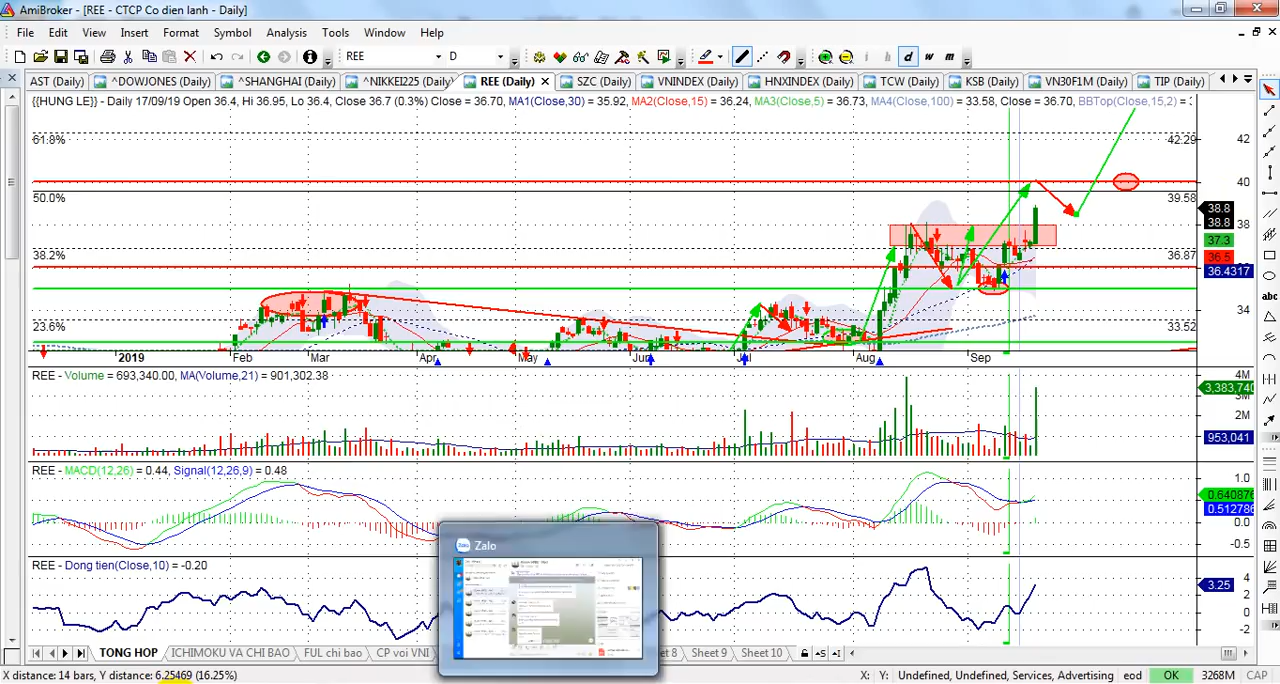 AmiBroker - [REE - CTCP Co dien lanh - Daily]
File Edit View Insert Format Symbol Analysis Tools Window Help
REE D i h d w m
AST (Daily) ^DOWJONES (Daily) ^SHANGHAI (Daily) ^NIKKEI225 (Daily) REE (Daily) SZC (Daily) VNINDEX (Daily) HNXINDEX (Daily) TCW (Daily) KSB (Daily) VN30F1M (Daily) TIP (Daily)
{{HUNG LE}} - Daily 17/09/19 Open 36.4, Hi 36.95, Lo 36.4, Close 36.7 (0.3%) Close = 36.70, MA1(Close,30) = 35.92, MA2(Close,15) = 36.24, MA3(Close,5) = 36.73, MA4(Close,100) = 33.58, Close = 36.70, BBTop(Close,15,2) =
61.8% 42.29 42
40
50.0% 39.58
38.8
38.8
38
37.3
38.2% 36.87
36.5
36.4317
abc
34
23.6% 33.52
2019 Feb Mar Apr May Jun Jul Aug Sep
REE - Volume = 693,340.00, MA(Volume,21) = 901,302.38
4M
3,383,740
3M
2M
953,041
REE - MACD(12,26) = 0.44, Signal(12,26,9) = 0.48
1.0
0.640876
0.512786
0.0
-0.5
Zalo
REE - Dong tien(Close,10) = -0.20
4
3.25
2
0
-2
TONG HOP ICHIMOKU VA CHI BAO FUL chi bao CP voi VNI Sheet 9 Sheet 10
X distance: 14 bars, Y distance: 6.25469 (16.25%) X: Y: Undefined, Undefined, Services, Advertising eod OK 3268M CAP